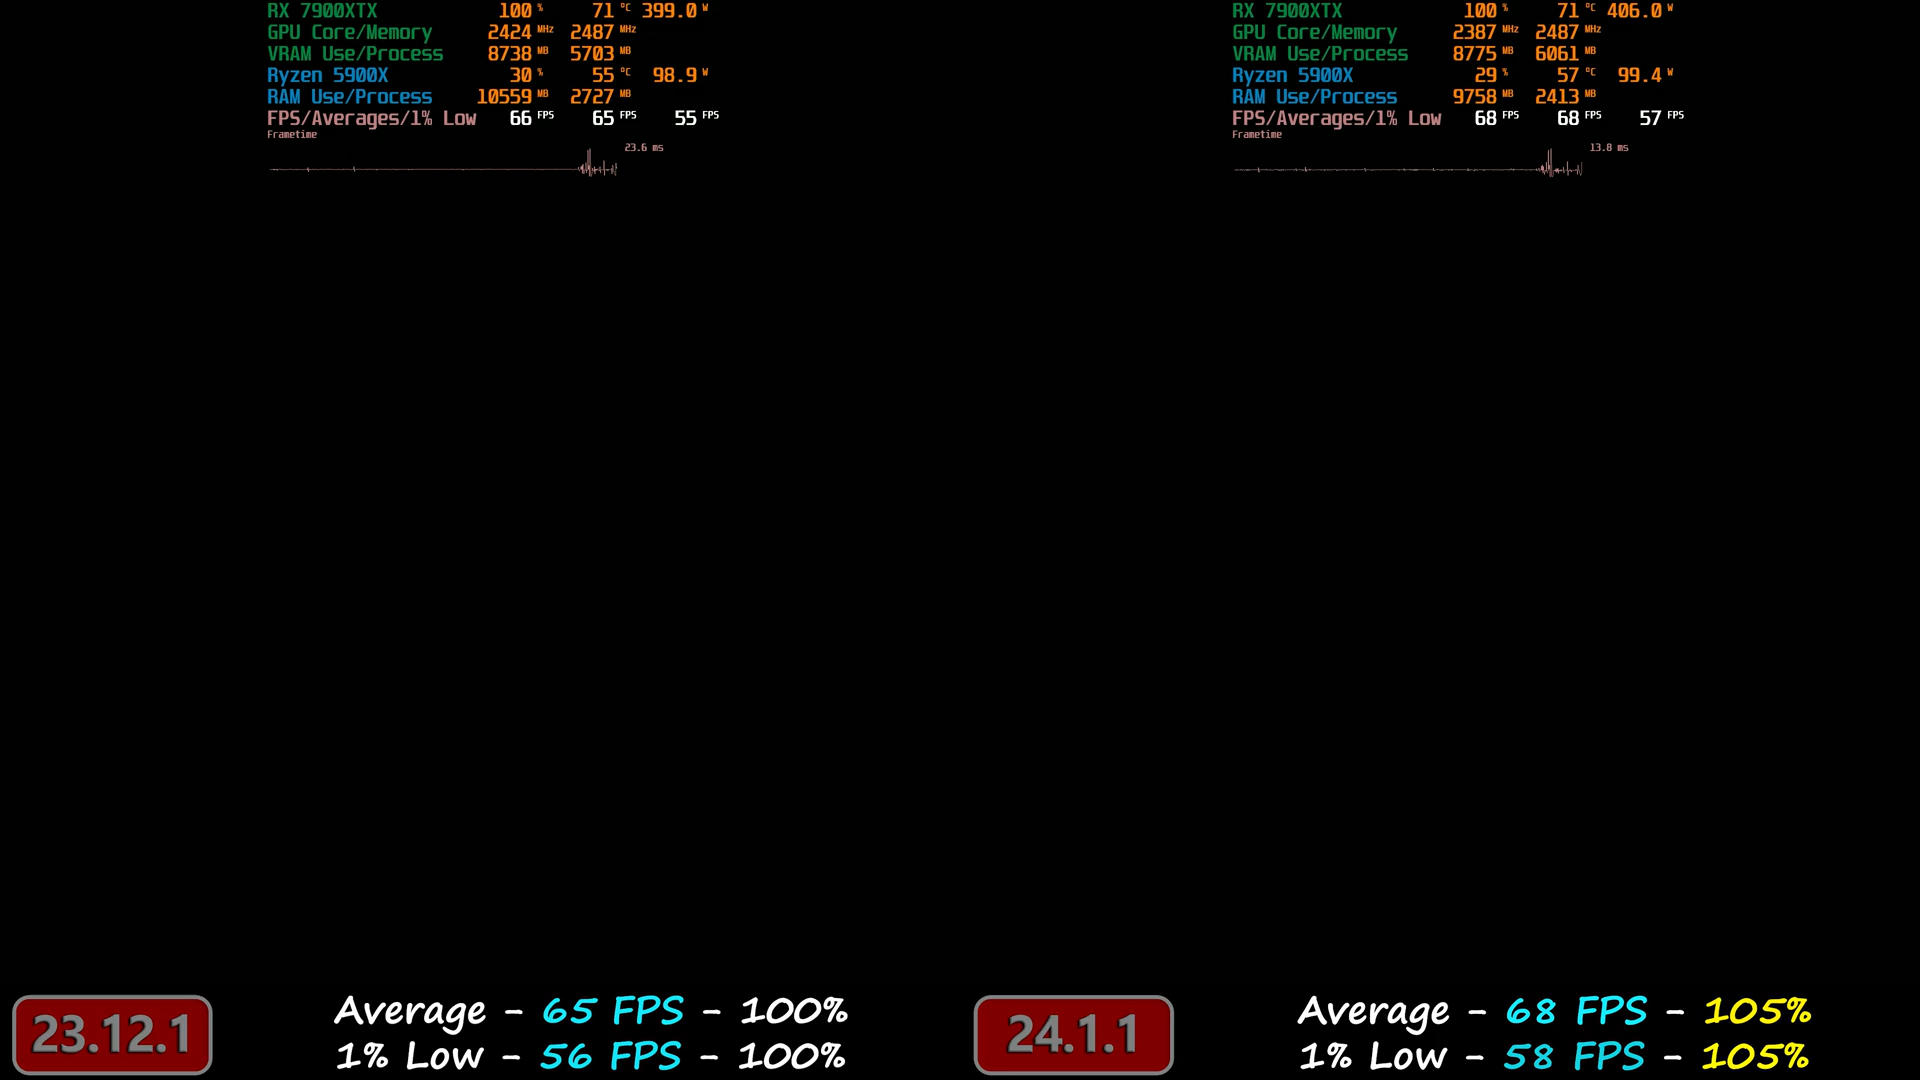 RX 7900XTX 100 % 71 °C 399.0 W
GPU Core/Memory 2424 MHz 2487 MHz
VRAM Use/Process 8738 MB 5703 MB
Ryzen 5900X 30 % 55 °C 98.9 W
RAM Use/Process 10559 MB 2727 MB
FPS/Averages/1% Low 66 FPS 65 FPS 55 FPS
Frametime
23.6 ms
RX 7900XTX 100 % 71 °C 406.0 W
GPU Core/Memory 2387 MHz 2487 MHz
VRAM Use/Process 8775 MB 6061 MB
Ryzen 5900X 29 % 57 °C 99.4 W
RAM Use/Process 9758 MB 2413 MB
FPS/Averages/1% Low 68 FPS 68 FPS 57 FPS
Frametime
13.8 ms
23.12.1
Average - 65 FPS - 100%
1% Low - 56 FPS - 100%
24.1.1
Average - 68 FPS - 105%
1% Low - 58 FPS - 105%